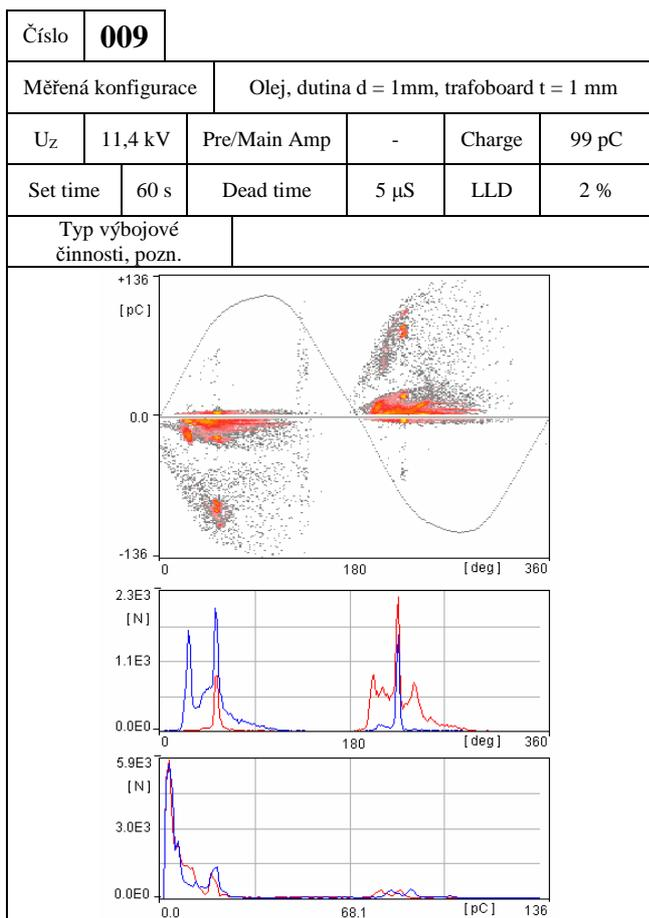 Číslo 009
Měřená konfigurace Olej, dutina d = 1mm, trafoboard t = 1 mm
UZ 11,4 kV Pre/Main Amp - Charge 99 pC
Set time 60 s Dead time 5 μS LLD 2 %
Typ výbojové
činnosti, pozn.
+136
[pC]
0.0
-136
0 180 [deg] 360
2.3E3
[N]
1.1E3
0.0E0
0 180 [deg] 360
5.9E3
[N]
3.0E3
0.0E0
0.0 68.1 [pC] 136